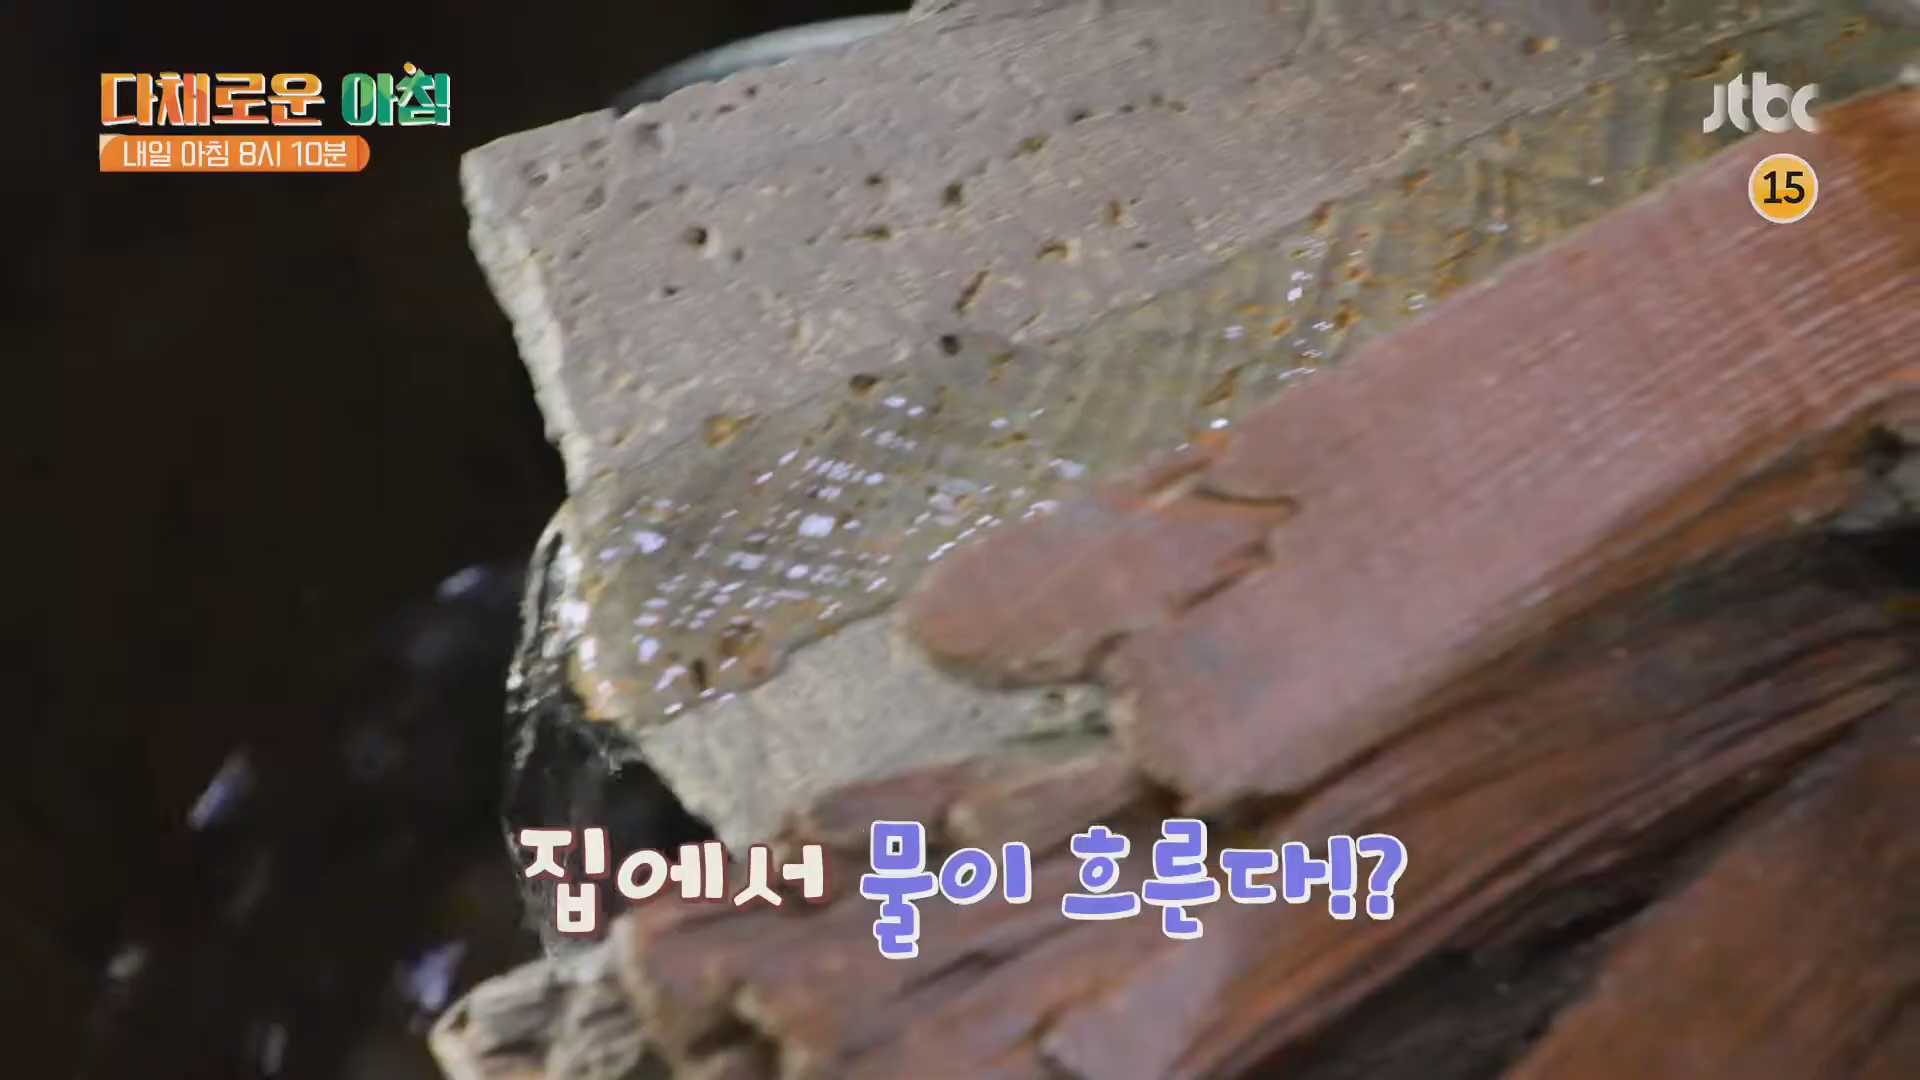 다채로운 아침
내일 아침 8시 10분
jtbc
15
집에서 물이 흐른다!?